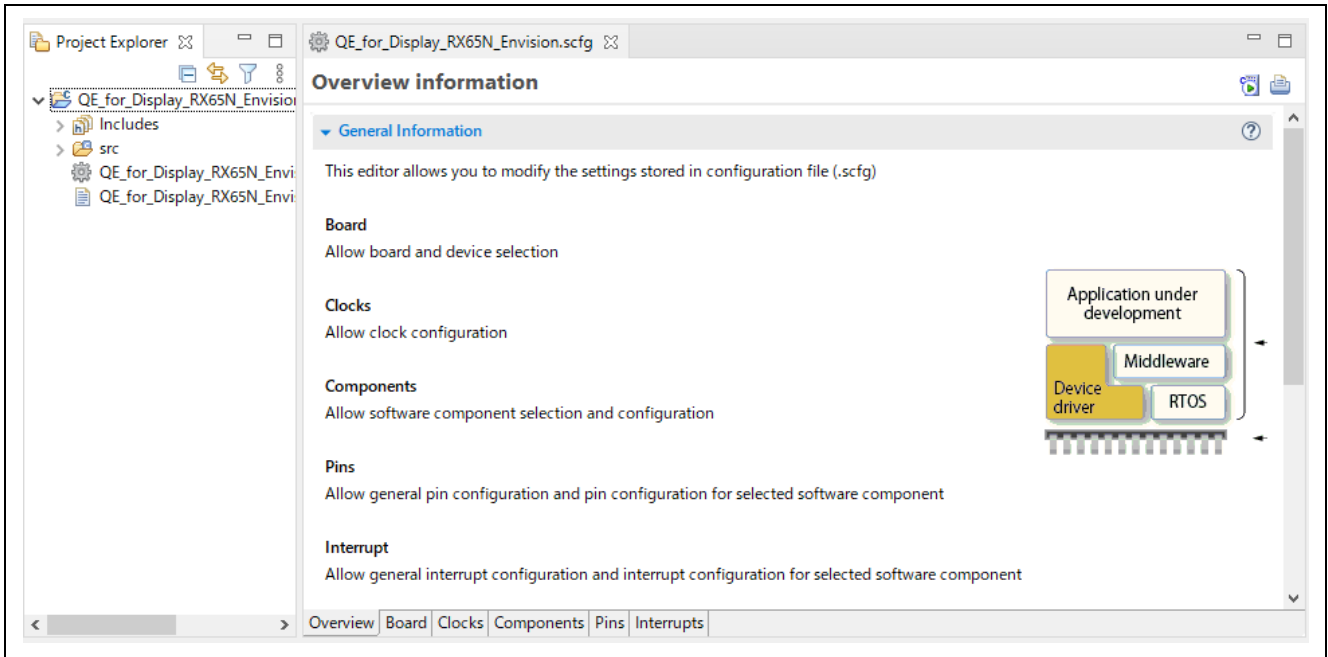 Project Explorer
QE_for_Display_RX65N_Envision
Includes
src
QE_for_Display_RX65N_Envi
QE_for_Display_RX65N_Envi
QE_for_Display_RX65N_Envision.scfg
Overview information
General Information
This editor allows you to modify the settings stored in configuration file (.scfg)
Board
Allow board and device selection
Clocks
Allow clock configuration
Components
Allow software component selection and configuration
Pins
Allow general pin configuration and pin configuration for selected software component
Interrupt
Allow general interrupt configuration and interrupt configuration for selected software component
Application under
development
Middleware
Device
driver
RTOS
Overview Board Clocks Components Pins Interrupts